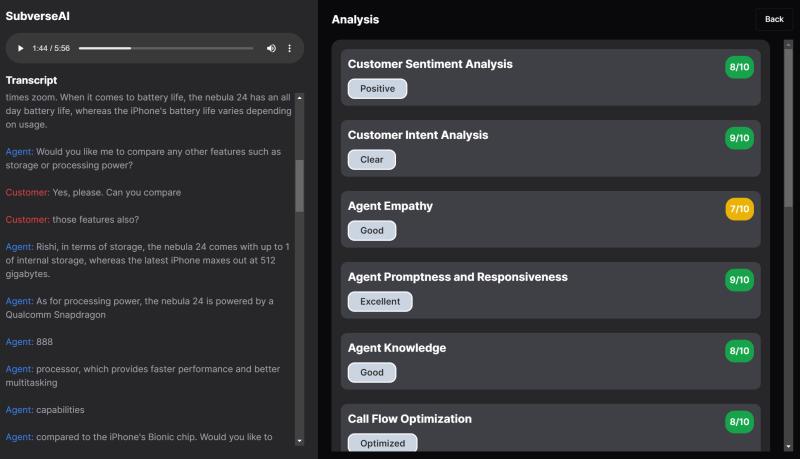 SubverseAI
1:44 / 5:56
Transcript
times zoom. When it comes to battery life, the nebula 24 has an all
day battery life, whereas the iPhone's battery life varies depending
on usage.
Agent: Would you like me to compare any other features such as
storage or processing power?
Customer: Yes, please. Can you compare
Customer: those features also?
Agent: Rishi, in terms of storage, the nebula 24 comes with up to 1
of internal storage, whereas the latest iPhone maxes out at 512
gigabytes.
Agent: As for processing power, the nebula 24 is powered by a
Qualcomm Snapdragon
Agent: 888
Agent: processor, which provides faster performance and better
multitasking
Agent: capabilities
Agent: compared to the iPhone's Bionic chip. Would you like to
Analysis
Back
Customer Sentiment Analysis
8/10
Positive
Customer Intent Analysis
9/10
Clear
Agent Empathy
7/10
Good
Agent Promptness and Responsiveness
9/10
Excellent
Agent Knowledge
8/10
Good
Call Flow Optimization
8/10
Optimized